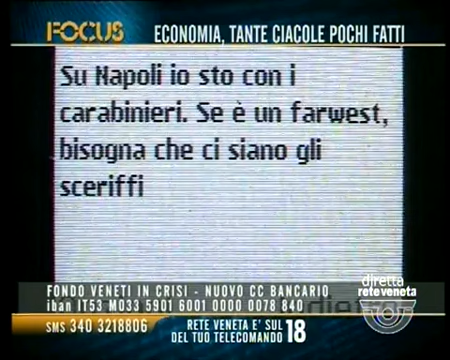 FOCUS ECONOMIA, TANTE CIACOLE POCHI FATTI
Su Napoli io sto con i
carabinieri. Se è un farwest,
bisogna che ci siano gli
sceriffi
FONDO VENETI IN CRISI - NUOVO CC BANCARIO
iban IT53 M033 5901 6001 0000 0078 840
diretta
reteveneta
SMS 340 3218806
RETE VENETA E' SUL
DEL TUO TELECOMANDO 18